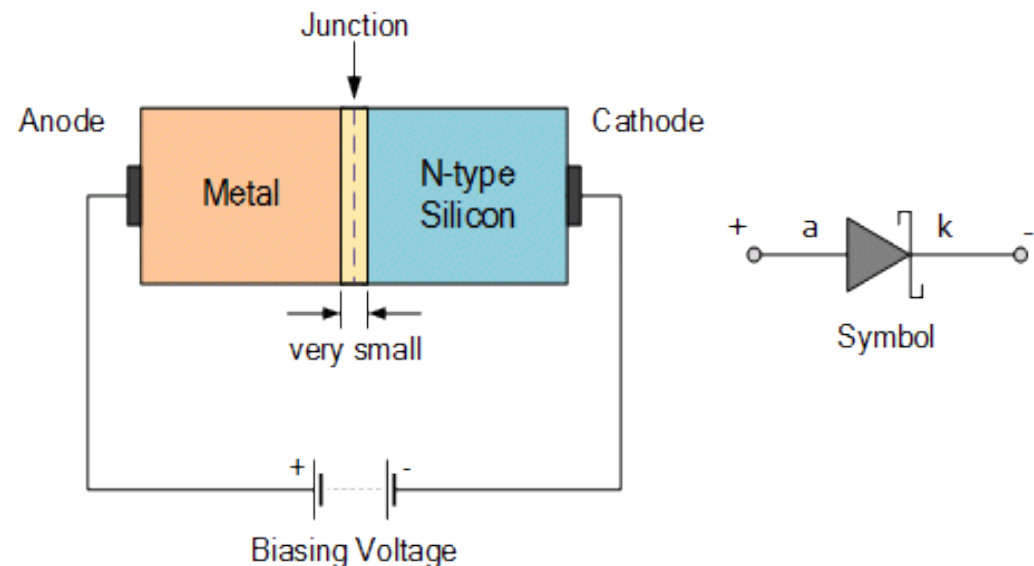 Junction
Anode
Cathode
Metal
N-type
Silicon
very small
+
-
Biasing Voltage
+
a
k
-
Symbol